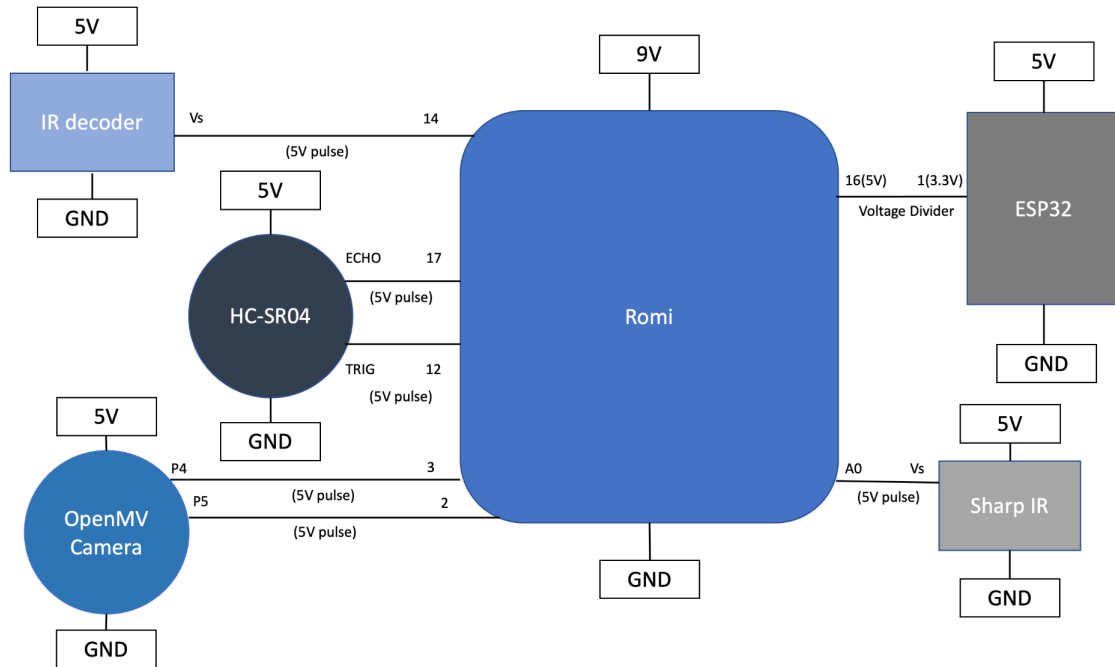 5V
IR decoder
GND
Vs
14
(5V pulse)
5V
HC-SR04
GND
ECHO
17
(5V pulse)
TRIG
12
(5V pulse)
5V
OpenMV
Camera
GND
P4
3
(5V pulse)
P5
2
(5V pulse)
9V
Romi
GND
16(5V)
1(3.3V)
Voltage Divider
5V
ESP32
GND
A0
Vs
(5V pulse)
5V
Sharp IR
GND